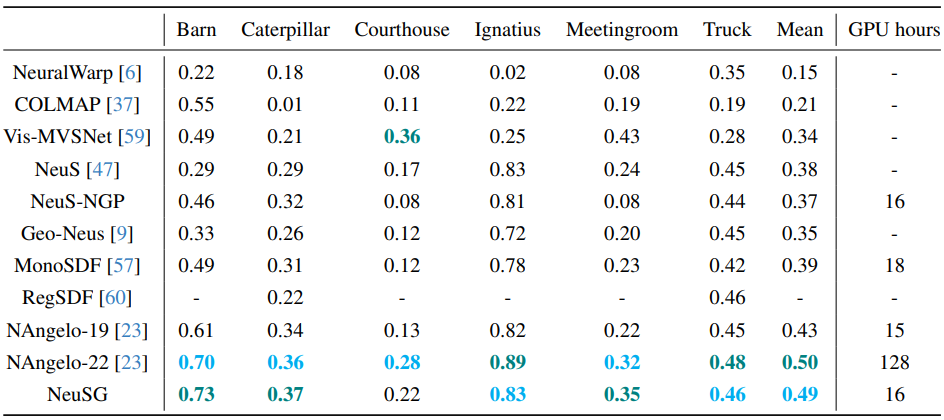 Barn Caterpillar Courthouse Ignatius Meetingroom Truck Mean GPU hours
NeuralWarp [6] 0.22 0.18 0.08 0.02 0.08 0.35 0.15 -
COLMAP [37] 0.55 0.01 0.11 0.22 0.19 0.19 0.21 -
Vis-MVSNet [59] 0.49 0.21 0.36 0.25 0.43 0.28 0.34 -
NeuS [47] 0.29 0.29 0.17 0.83 0.24 0.45 0.38 -
NeuS-NGP 0.46 0.32 0.08 0.81 0.08 0.44 0.37 16
Geo-Neus [9] 0.33 0.26 0.12 0.72 0.20 0.45 0.35 -
MonoSDF [57] 0.49 0.31 0.12 0.78 0.23 0.42 0.39 18
RegSDF [60] - 0.22 - - - 0.46 - -
NAngelo-19 [23] 0.61 0.34 0.13 0.82 0.22 0.45 0.43 15
NAngelo-22 [23] 0.70 0.36 0.28 0.89 0.32 0.48 0.50 128
NeuSG 0.73 0.37 0.22 0.83 0.35 0.46 0.49 16